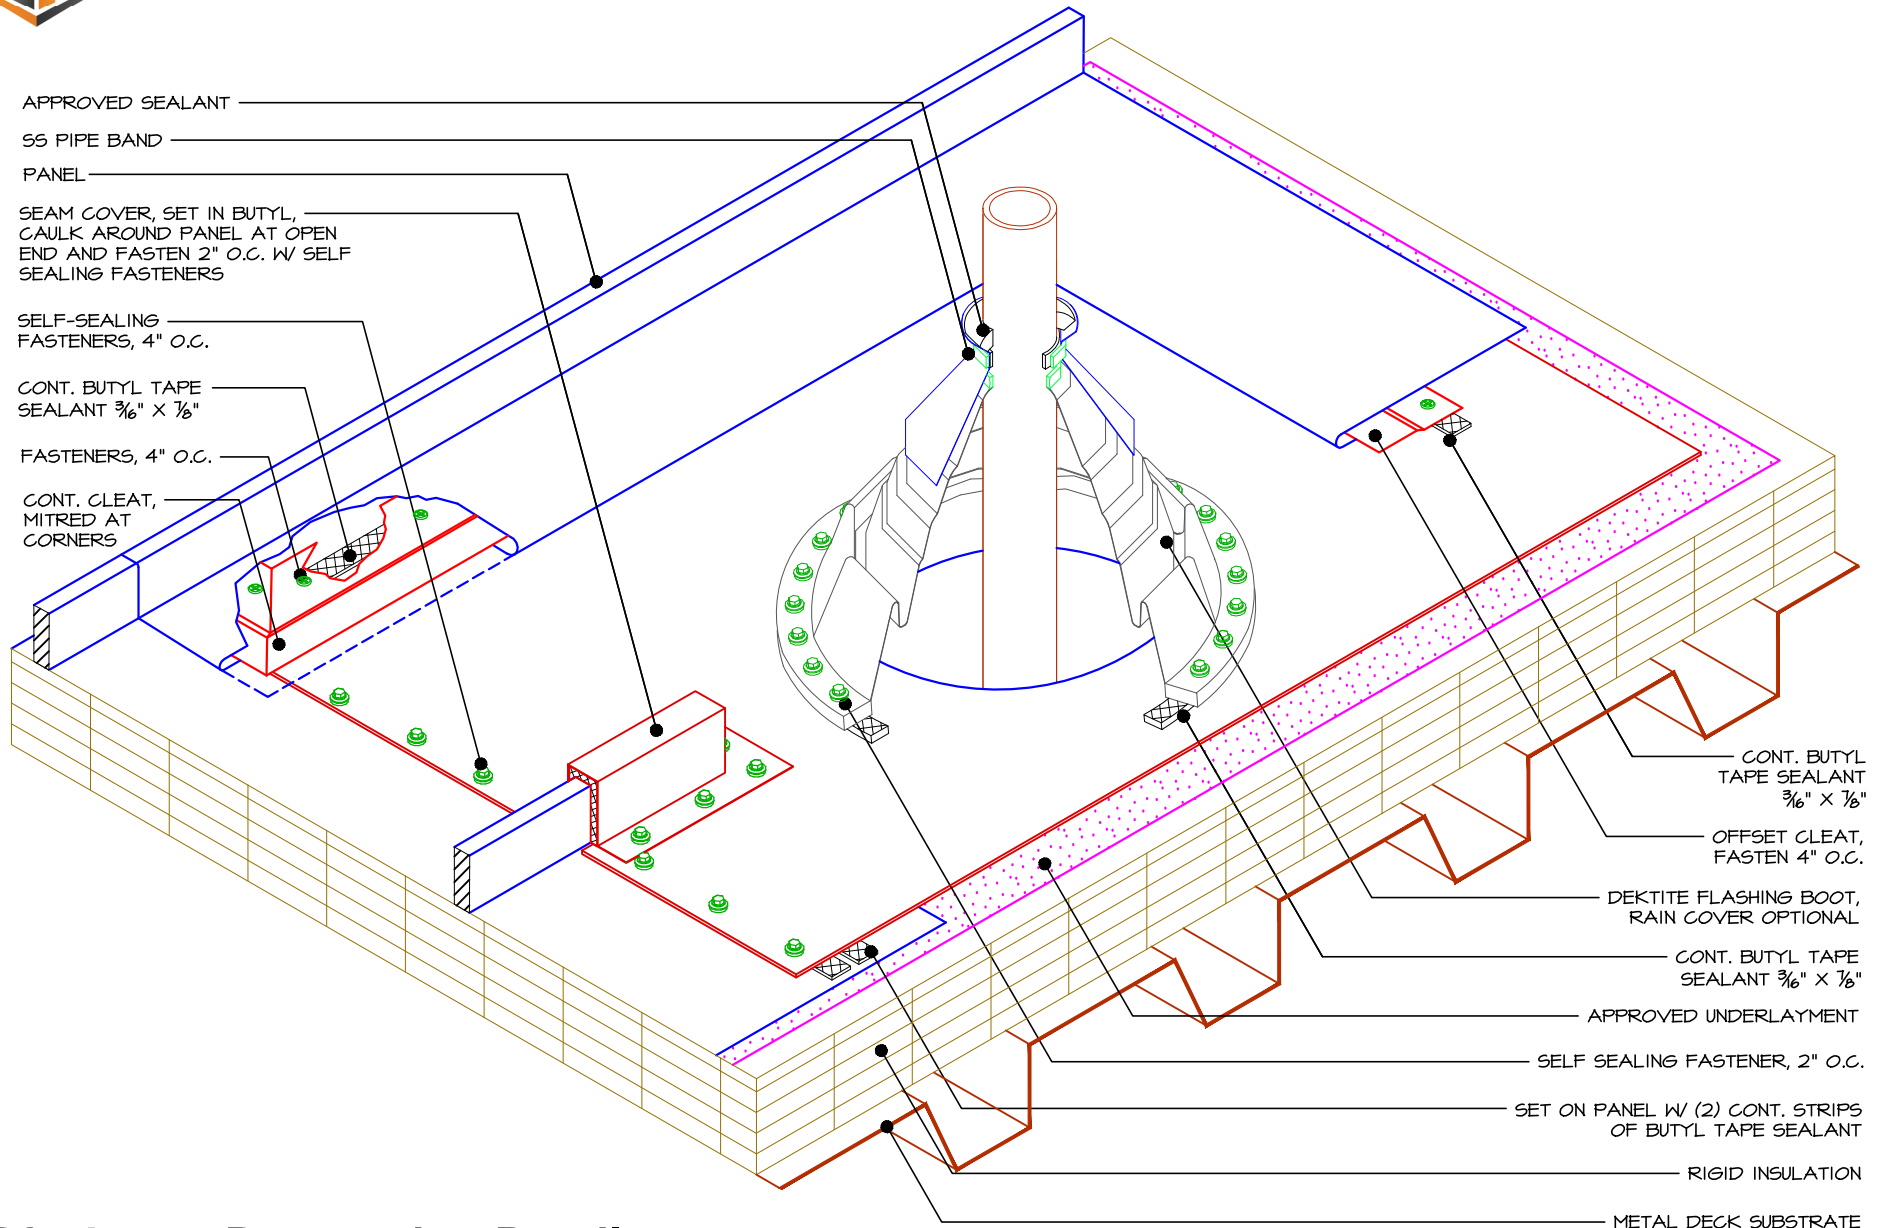 APPROVED SEALANT
SS PIPE BAND
PANEL
SEAM COVER, SET IN BUTYL,
CAULK AROUND PANEL AT OPEN
END AND FASTEN 2" O.C. W/ SELF
SEALING FASTENERS
SELF-SEALING
FASTENERS, 4" O.C.
CONT. BUTYL TAPE
SEALANT 3/16" X 7/8"
FASTENERS, 4" O.C.
CONT. CLEAT,
MITRED AT
CORNERS
CONT. BUTYL
TAPE SEALANT
3/16" X 7/8"
OFFSET CLEAT,
FASTEN 4" O.C.
DEKTITE FLASHING BOOT,
RAIN COVER OPTIONAL
CONT. BUTYL TAPE
SEALANT 3/16" X 7/8"
APPROVED UNDERLAYMENT
SELF SEALING FASTENER, 2" O.C.
SET ON PANEL W/ (2) CONT. STRIPS
OF BUTYL TAPE SEALANT
RIGID INSULATION
METAL DECK SUBSTRATE